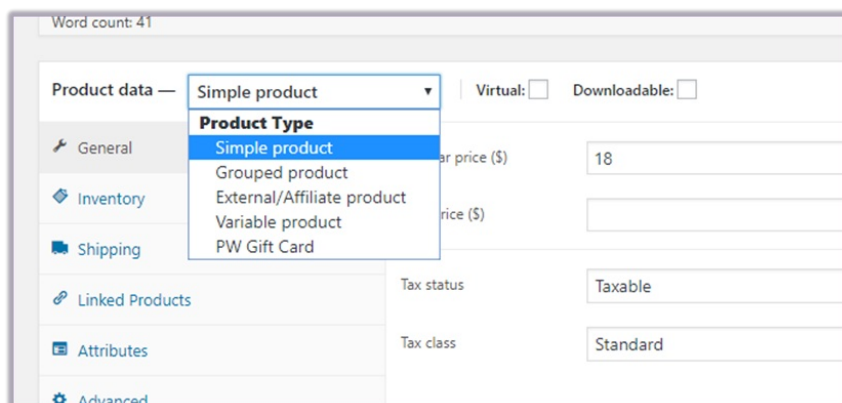 Word count: 41
Product data — Simple product Virtual: Downloadable:
Product Type
Simple product
Grouped product
External/Affiliate product
Variable product
PW Gift Card
General
Inventory
Shipping
Linked Products
Attributes
Advanced
price ($) 18
($)
Tax status Taxable
Tax class Standard